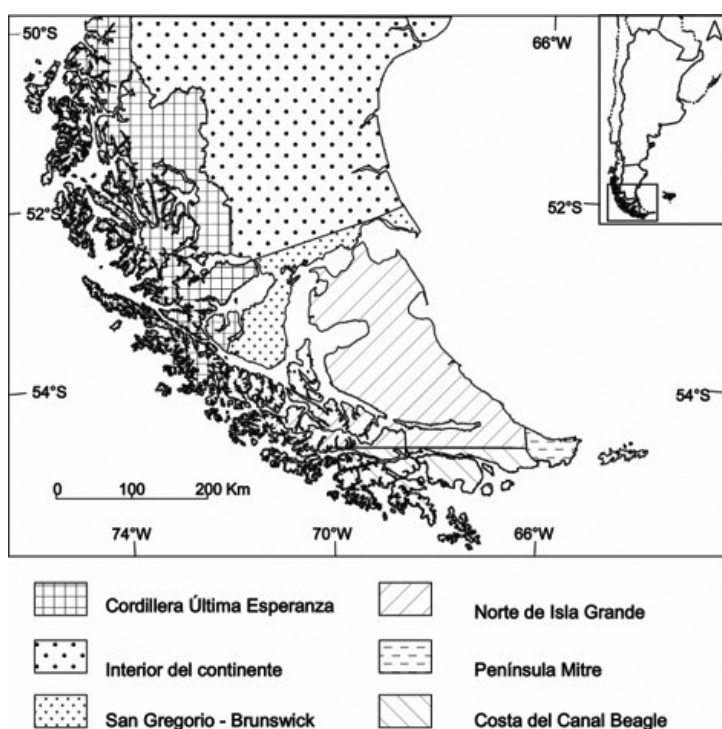 50°S
66°W
52°S
52°S
54°S
54°S
0 100 200 Km
74°W 70°W 66°W
Cordillera Última Esperanza
Norte de Isla Grande
Interior del continente
Península Mitre
San Gregorio - Brunswick
Costa del Canal Beagle